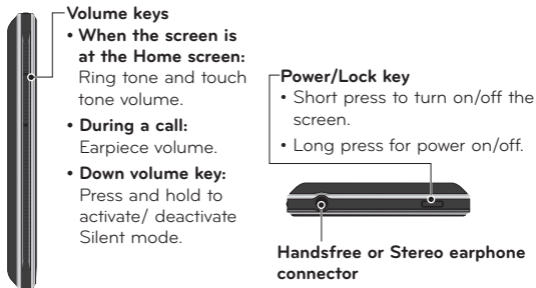 Volume keys
• When the screen is
at the Home screen:
Ring tone and touch
tone volume.
• During a call:
Earpiece volume.
• Down volume key:
Press and hold to
activate/ deactivate
Silent mode.
Power/Lock key
• Short press to turn on/off the
screen.
• Long press for power on/off.
Handsfree or Stereo earphone
connector